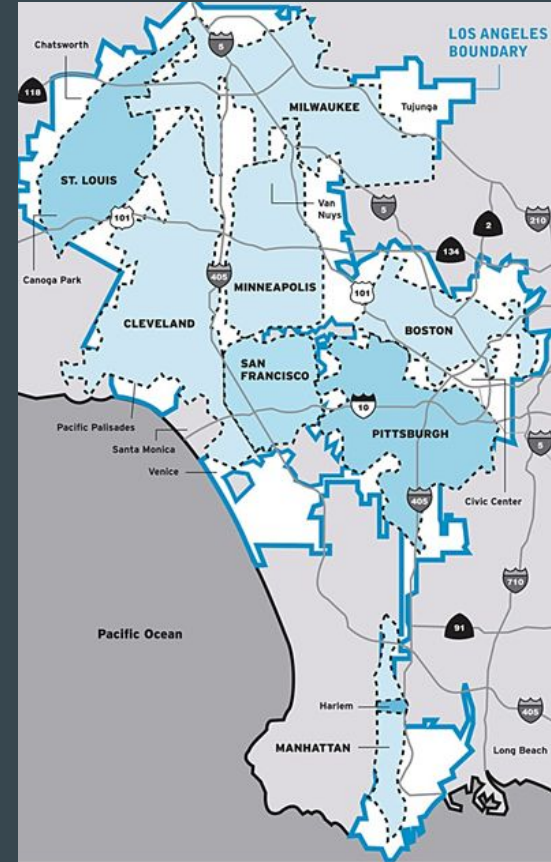 5
LOS ANGELES
BOUNDARY
Chatsworth
118
MILWAUKEE
Tujunga
ST. LOUIS
Van
Nuys
5
2
210
101
134
Canoga Park
405
MINNEAPOLIS
101
CLEVELAND
BOSTON
SAN
FRANCISCO
10
Pacific Palisades
PITTSBURGH
Santa Monica
5
Venice
405
Civic Center
710
Pacific Ocean
91
Harlem
405
MANHATTAN
Long Beach